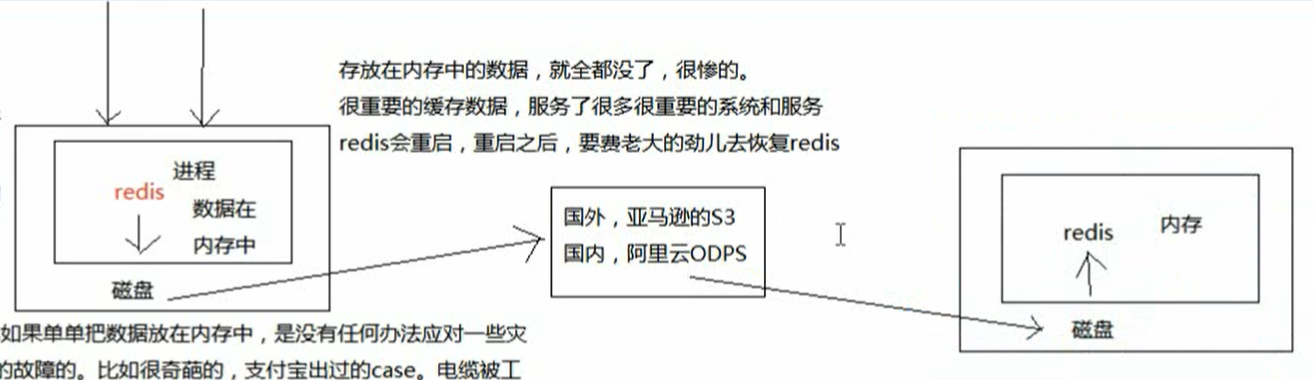 存放在内存中的数据，就全都没了，很惨的。
很重要的缓存数据，服务了很多很重要的系统和服务
redis会重启，重启之后，要费老大的劲儿去恢复redis
进程
redis
数据在
内存中
磁盘
国外，亚马逊的S3
国内，阿里云ODPS
redis
内存
磁盘
如果单单把数据放在内存中，是没有任何办法应对一些灾
的故障的。比如很奇葩的，支付宝出过的case。电缆被工